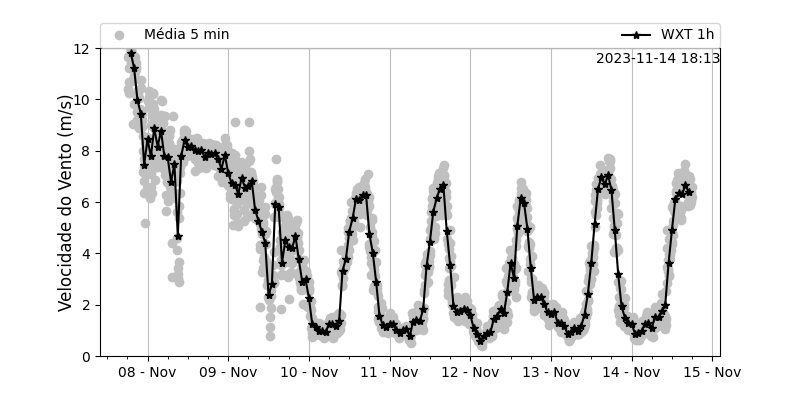 Média 5 min
WXT 1h
2023-11-14 18:13
Velocidade do Vento (m/s)
12
10
8
6
4
2
0
08 - Nov
09 - Nov
10 - Nov
11 - Nov
12 - Nov
13 - Nov
14 - Nov
15 - Nov